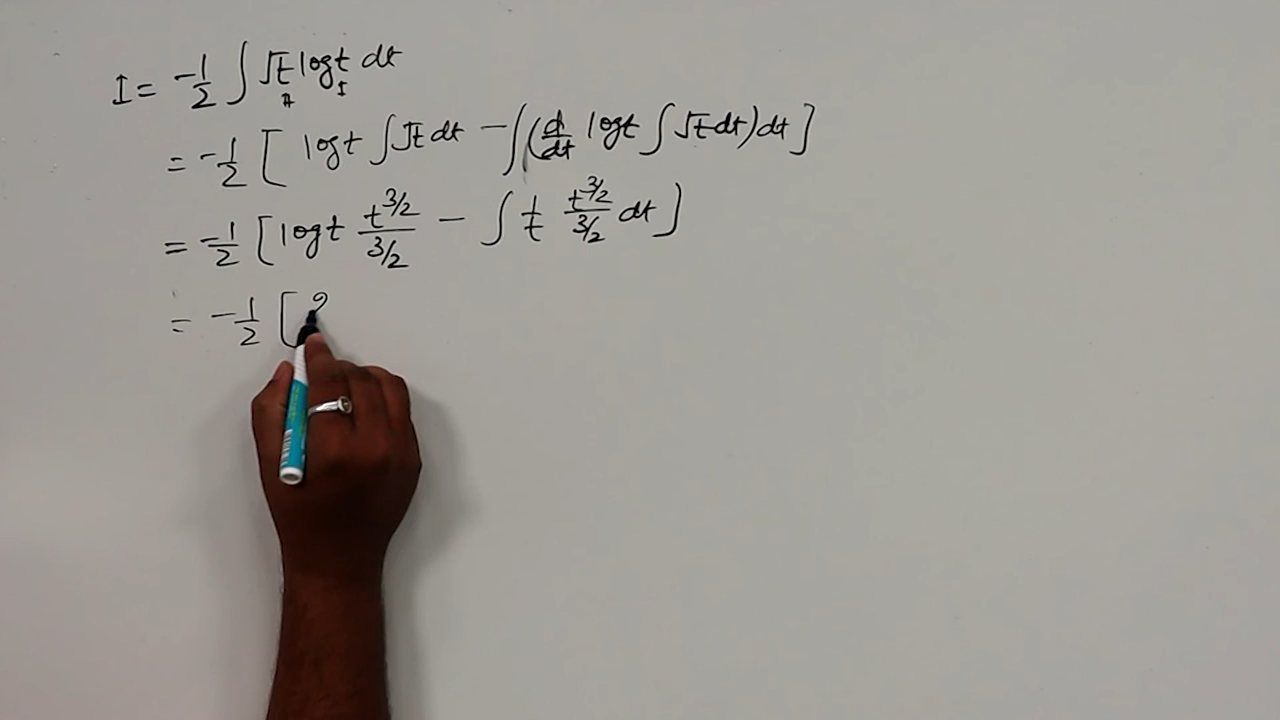 I = -1/2 ∫ √t log t dt
A I
= -1/2 [ log t ∫ √t dt - ∫ ( d/dt log t ∫ √t dt ) dt ]
= -1/2 [ log t t^3/2 / 3/2 - ∫ 1/t t^3/2 / 3/2 dt ]
= -1/2 [ 2